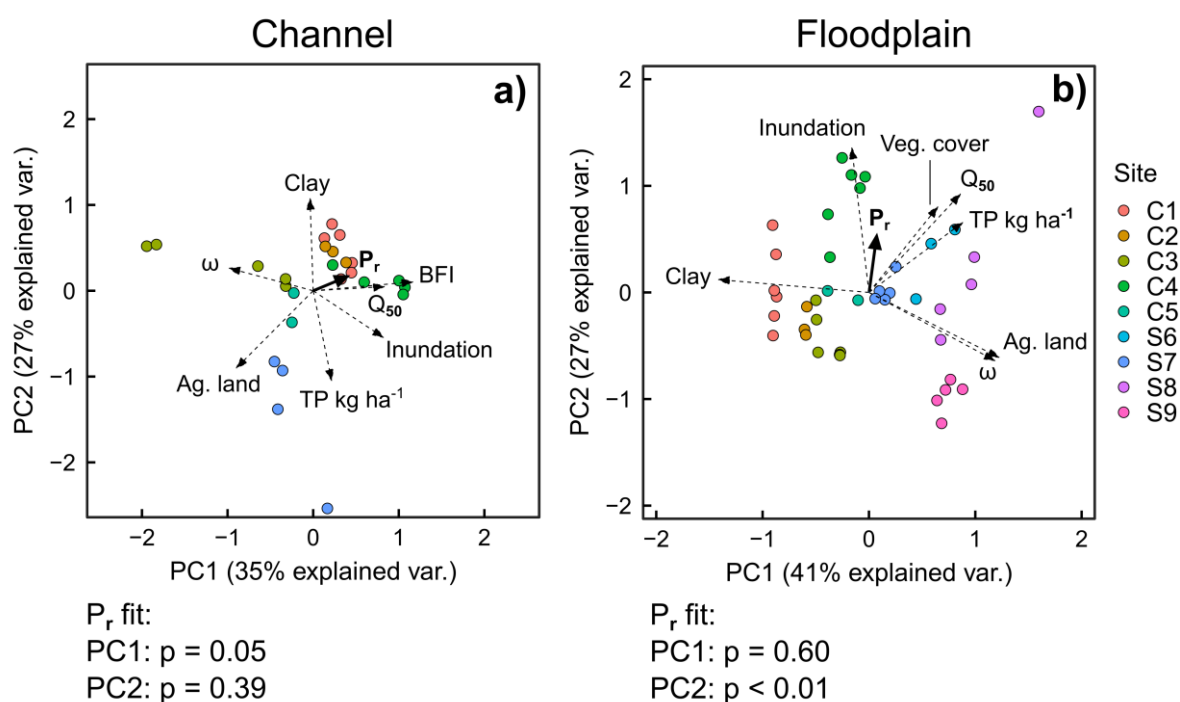 Channel
a)
2
1
0
−1
−2
PC2 (27% explained var.)
Clay
ω
Pr
BFI
Q50
Inundation
Ag. land
TP kg ha⁻¹
−2
−1
0
1
2
PC1 (35% explained var.)
Pr fit:
PC1: p = 0.05
PC2: p = 0.39
Floodplain
b)
2
1
0
−1
−2
PC2 (27% explained var.)
Inundation
Veg. cover
Q50
TP kg ha⁻¹
Pr
Clay
Ag. land
ω
−2
−1
0
1
2
PC1 (41% explained var.)
Pr fit:
PC1: p = 0.60
PC2: p < 0.01
Site
C1
C2
C3
C4
C5
S6
S7
S8
S9